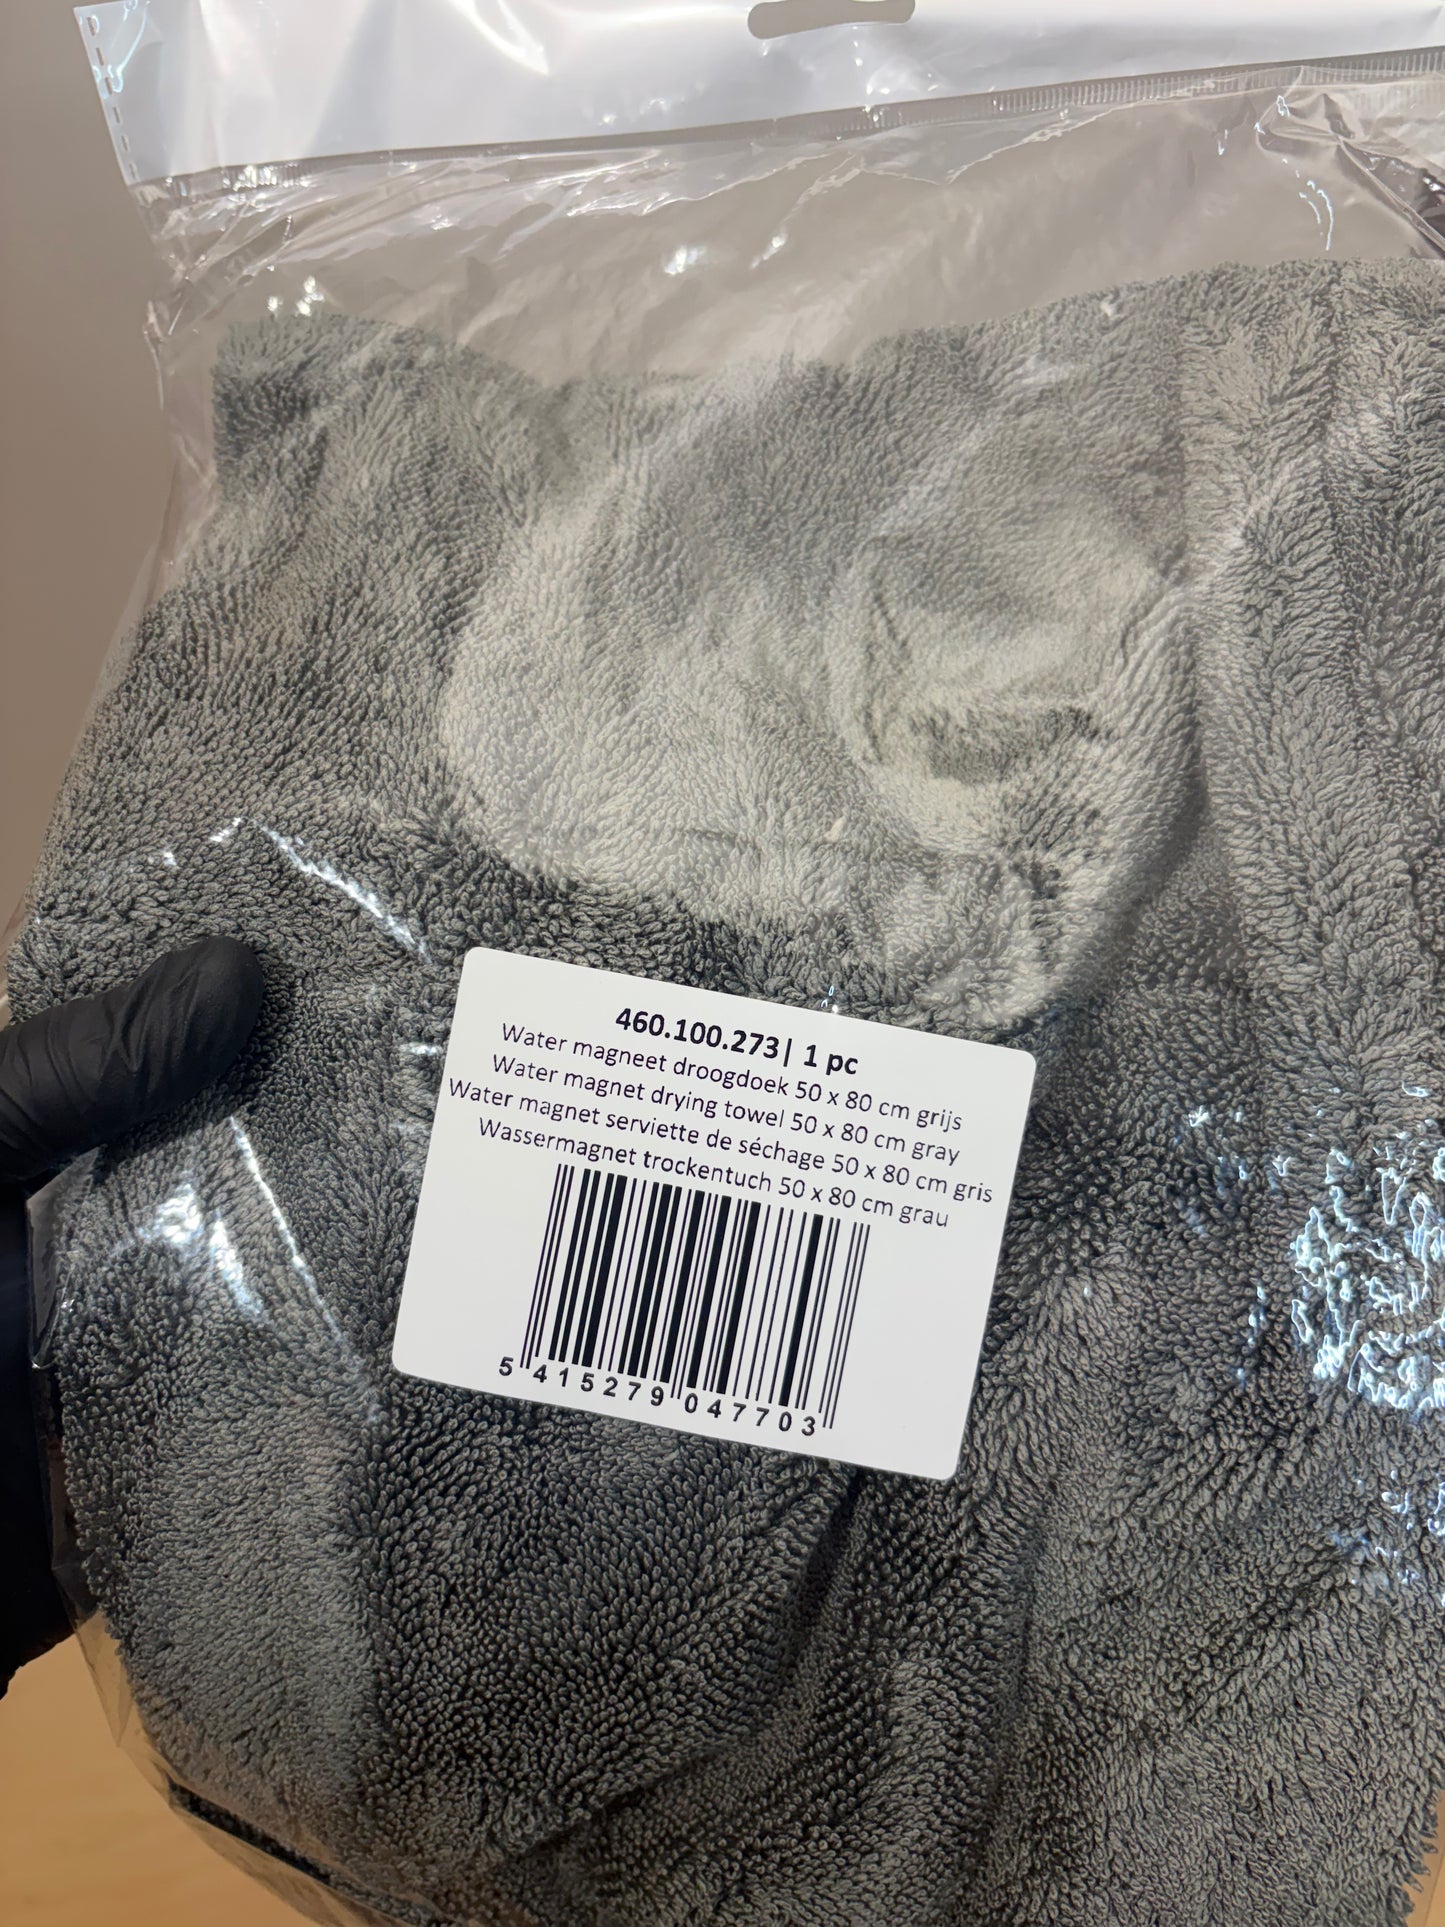 460.100.273| 1 pc
Water magneet droogdoek 50 x 80 cm grijs
Water magnet drying towel 50 x 80 cm gray
Water magnet serviette de séchage 50 x 80 cm gris
Wassermagnet trockentuch 50 x 80 cm grau
5 415279 047703